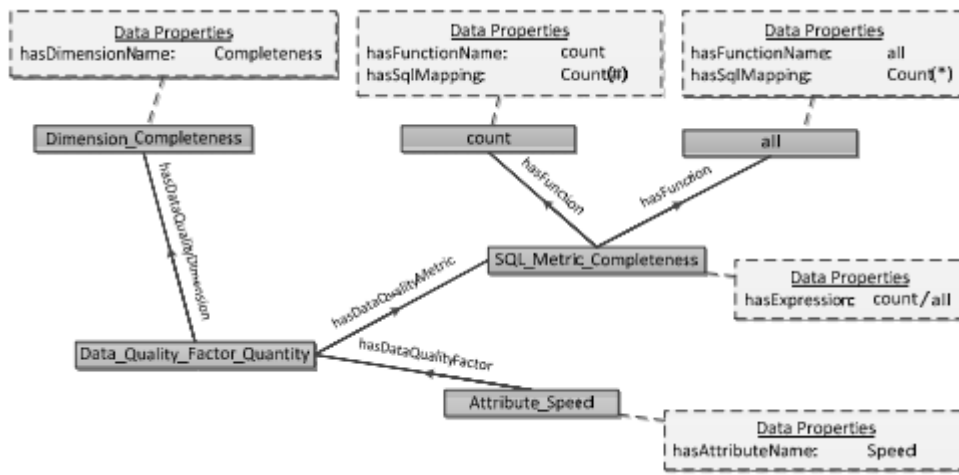 Data Properties
hasDimensionName: Completeness
Data Properties
hasFunctionName: count
hasSqlMapping: Count(#)
Data Properties
hasFunctionName: all
hasSqlMapping: Count(*)
Dimension_Completeness
count
all
hasDataQualityDimension
hasFunction
hasFunction
SQL_Metric_Completeness
hasDataQualityMetric
Data Properties
hasExpression: count/all
Data_Quality_Factor_Quantity
hasDataQualityFactor
Attribute_Speed
Data Properties
hasAttributeName: Speed